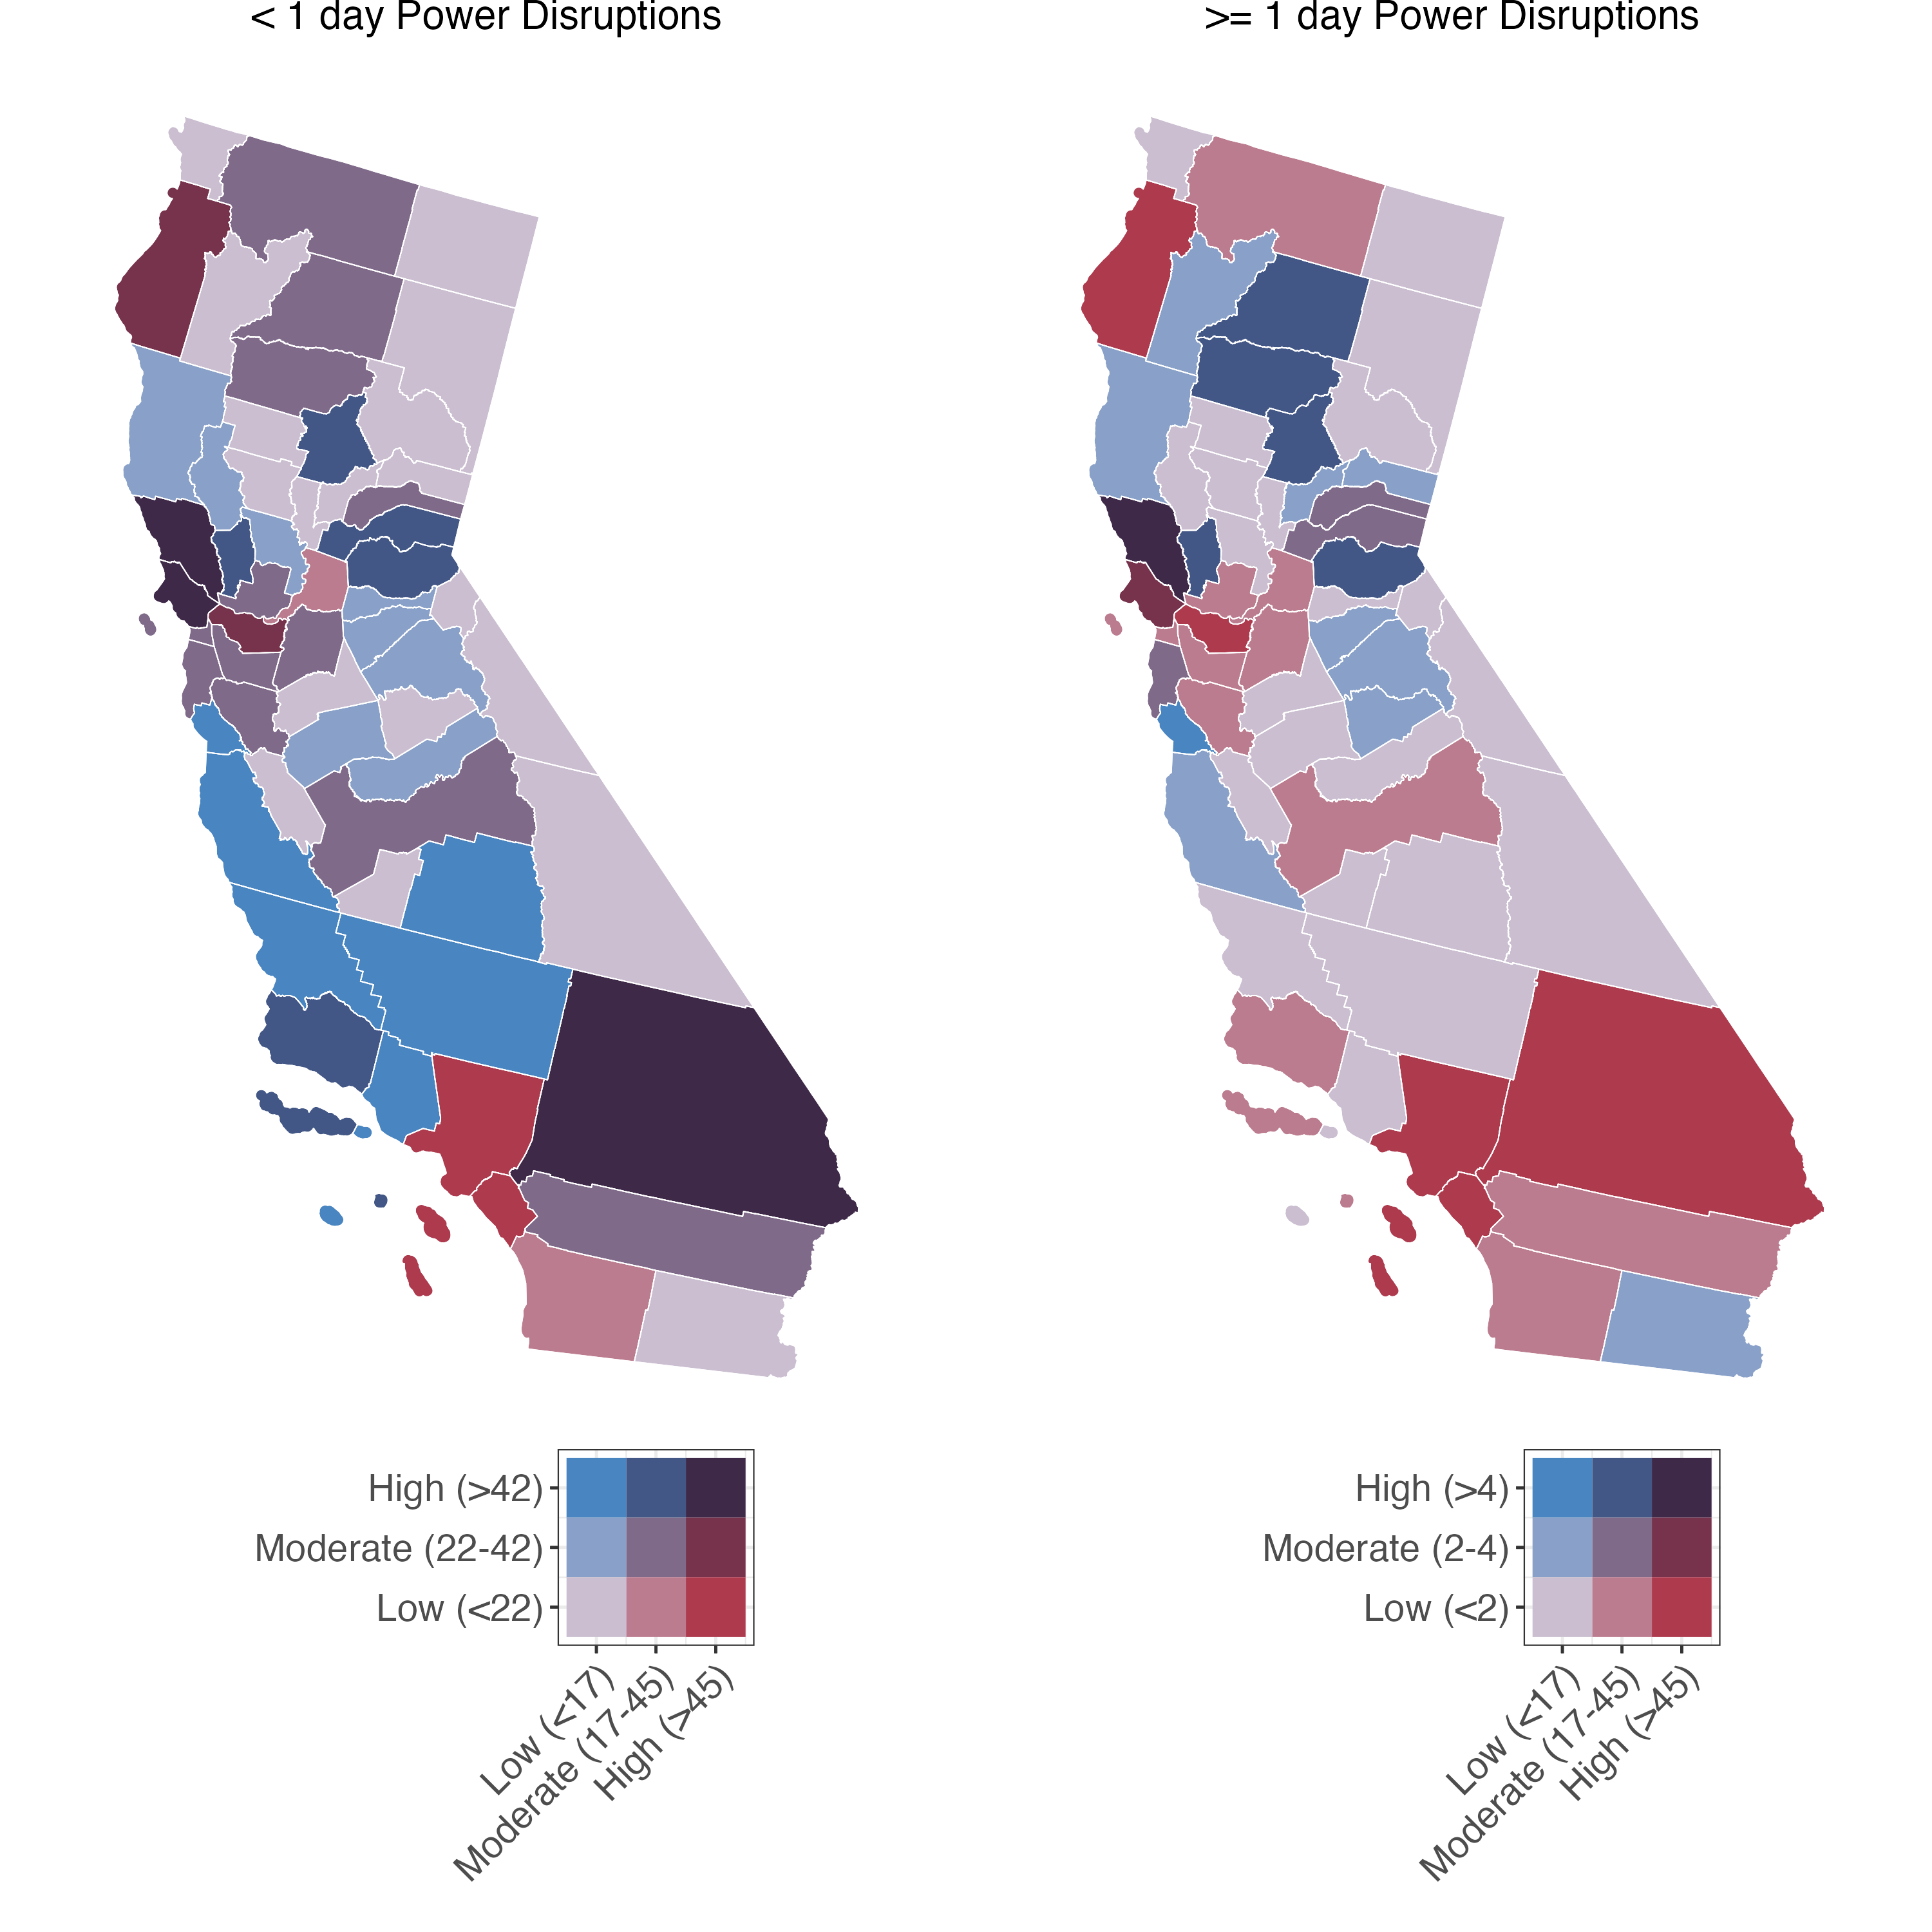 < 1 day Power Disruptions
>= 1 day Power Disruptions
High (>42)
Moderate (22-42)
Low (<22)
Low (<17)
Moderate (17-45)
High (>45)
High (>4)
Moderate (2-4)
Low (<2)
Low (<17)
Moderate (17-45)
High (>45)